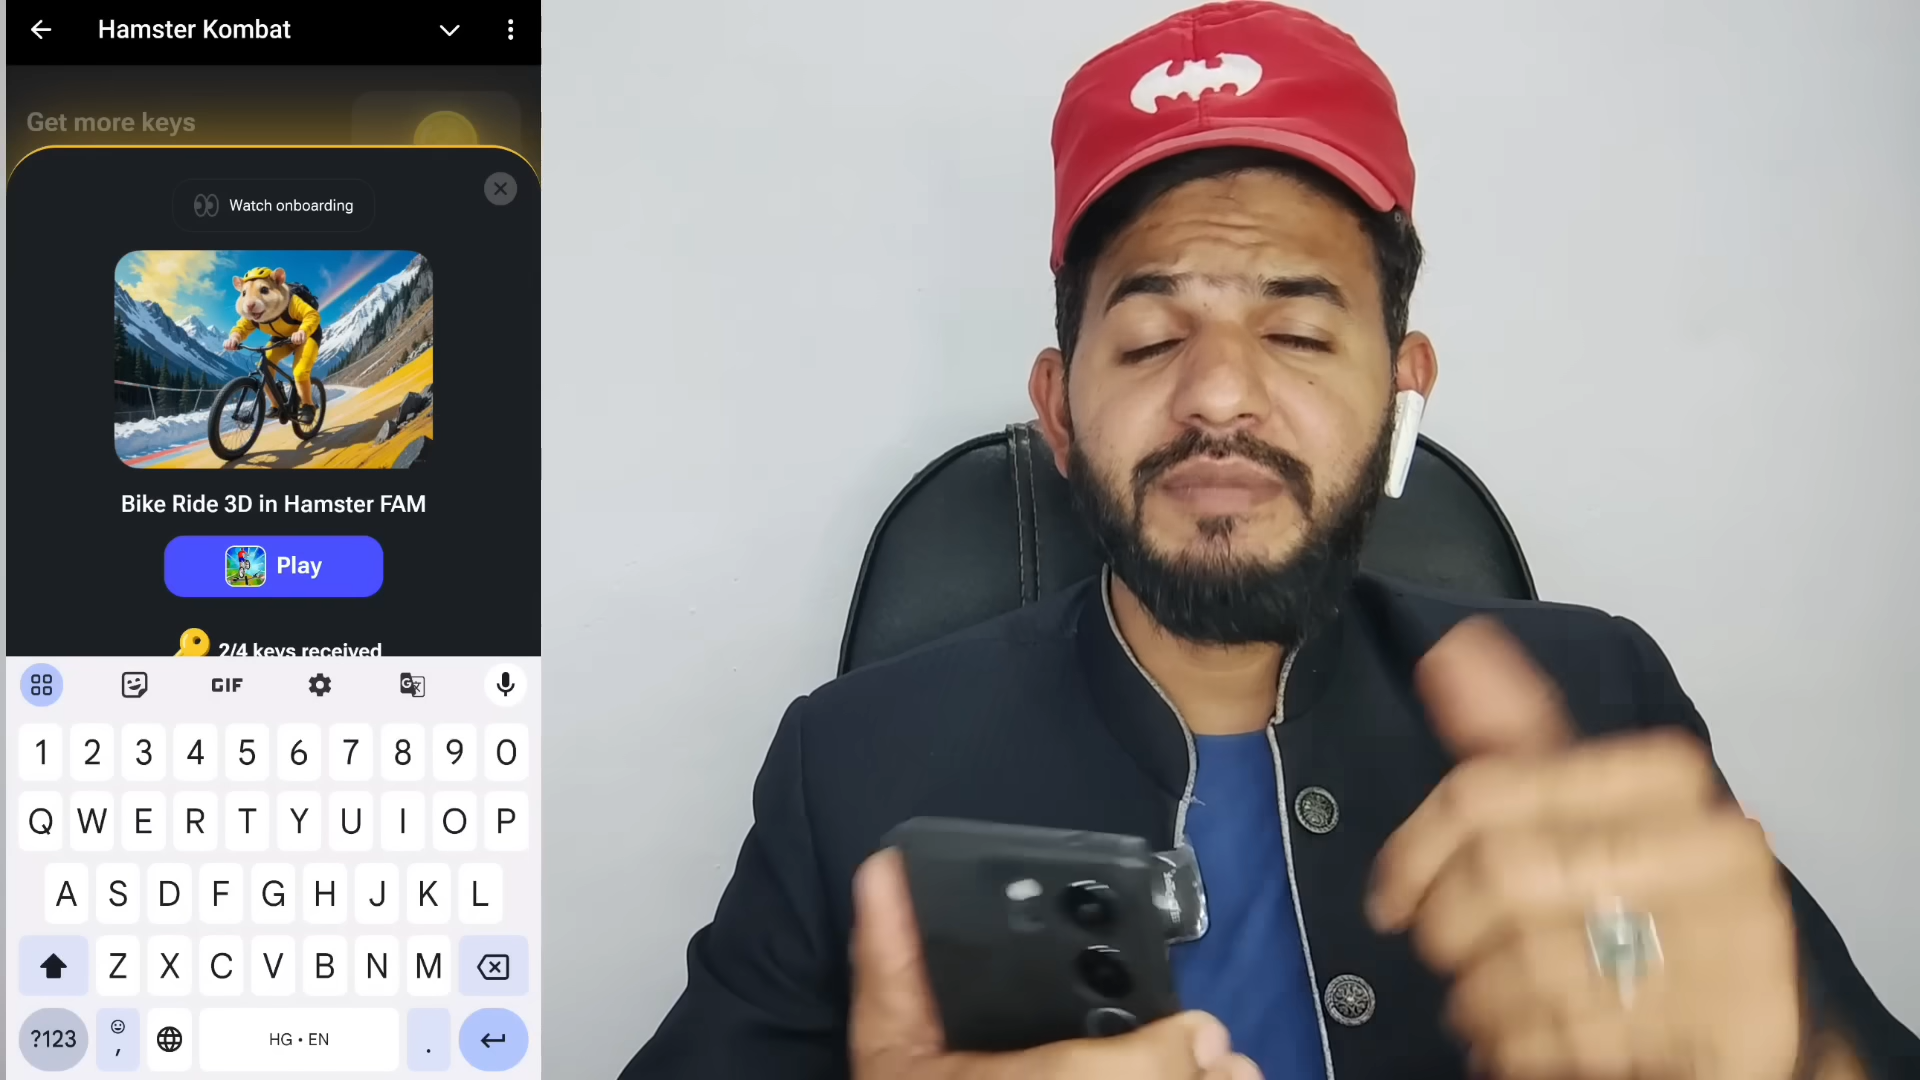 Hamster Kombat
Get more keys
Watch onboarding
Bike Ride 3D in Hamster FAM
Play
2/4 keys received
GIF
1 2 3 4 5 6 7 8 9 0
Q W E R T Y U I O P
A S D F G H J K L
Z X C V B N M
?123 , HG • EN .